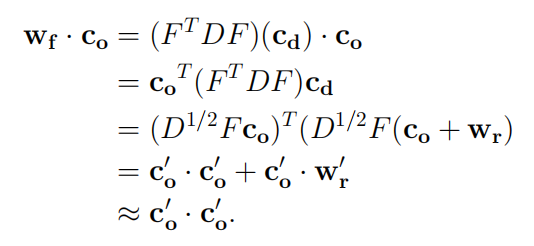 w_f · c_o = (F^T DF)(c_d) · c_o
= c_o^T (F^T DF)c_d
= (D^{1/2} Fc_o)^T (D^{1/2} F(c_o + w_r)
= c′_o · c′_o + c′_o · w′_r
≈ c′_o · c′_o.